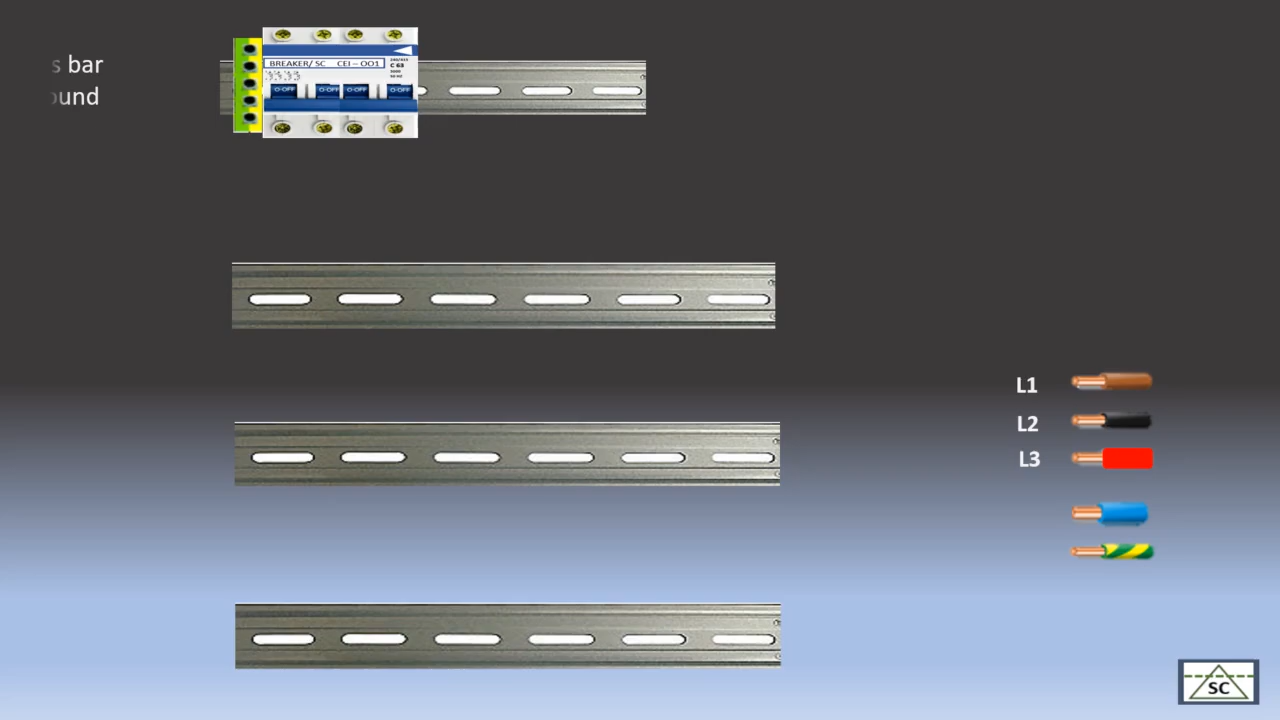 s bar
ound
BREAKER/ SC CEI – OO1
C 63
O-OFF O-OFF O-OFF O-OFF
L1
L2
L3
SC